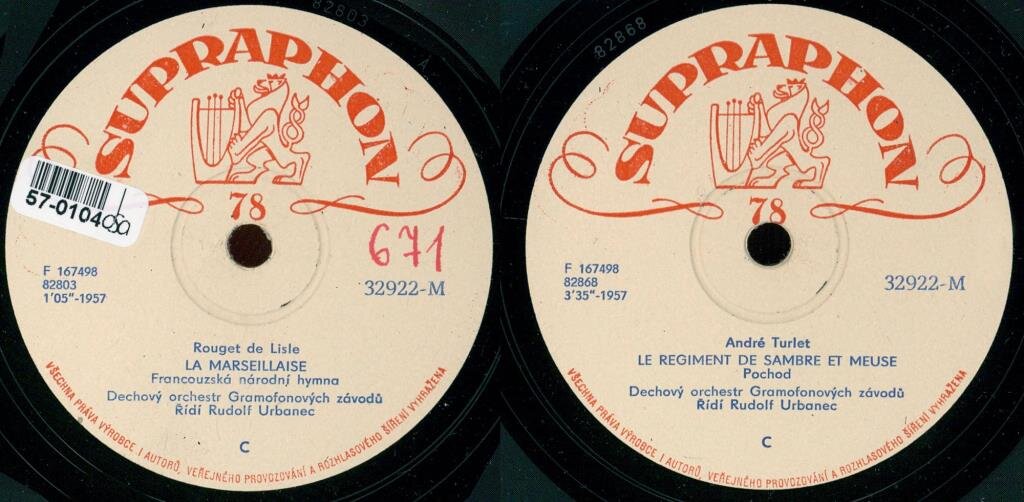 82803
SUPRAPHON
78
57-0104
671
F 167498
82803
1'05"-1957
32922-M
Rouget de Lisle
LA MARSEILLAISE
Francouzská národní hymna
Dechový orchestr Gramofonových závodů
Řídí Rudolf Urbanec
C
VŠECHNA PRÁVA VÝROBCE I AUTORŮ, VEŘEJNÉHO PROVOZOVÁNÍ A ROZHLASOVÉHO ŠÍŘENÍ VYHRAŽENA
82868
SUPRAPHON
78
F 167498
82868
3'35"-1957
32922-M
André Turlet
LE REGIMENT DE SAMBRE ET MEUSE
Pochod
Dechový orchestr Gramofonových závodů
Řídí Rudolf Urbanec
C
VŠECHNA PRÁVA VÝROBCE I AUTORŮ, VEŘEJNÉHO PROVOZOVÁNÍ A ROZHLASOVÉHO ŠÍŘENÍ VYHRAŽENA